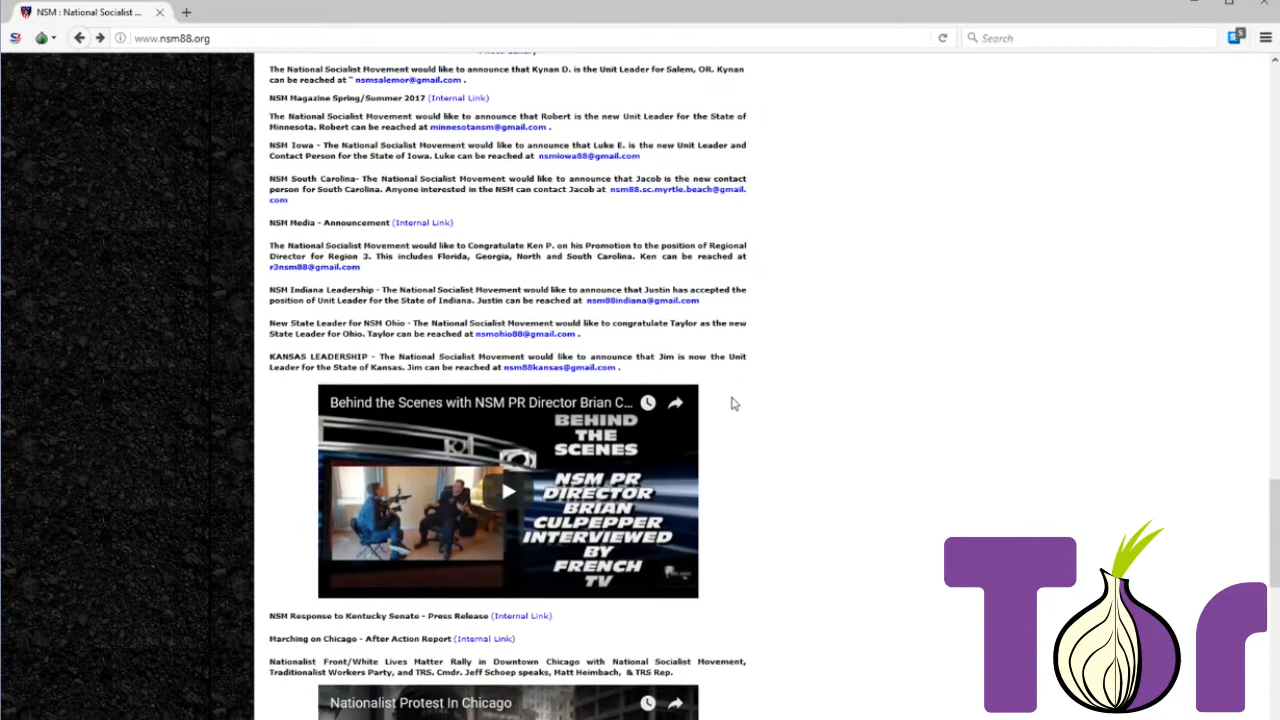 NSM : National Socialist ...
www.nsm88.org
Search
5
The National Socialist Movement would like to announce that Kynan D. is the Unit Leader for Salem, OR. Kynan
can be reached at " nsmsalemor@gmail.com .
NSM Magazine Spring/Summer 2017 (Internal Link)
The National Socialist Movement would like to announce that Robert is the new Unit Leader for the State of
Minnesota. Robert can be reached at minnesotansm@gmail.com .
NSM Iowa - The National Socialist Movement would like to announce that Luke E. is the new Unit Leader and
Contact Person for the State of Iowa. Luke can be reached at nsmiowa88@gmail.com
NSM South Carolina- The National Socialist Movement would like to announce that Jacob is the new contact
person for South Carolina. Anyone interested in the NSM can contact Jacob at nsm88.sc.myrtle.beach@gmail.
com
NSM Media - Announcement (Internal Link)
The National Socialist Movement would like to Congratulate Ken P. on his Promotion to the position of Regional
Director for Region 3. This includes Florida, Georgia, North and South Carolina. Ken can be reached at
r3nsm88@gmail.com
NSM Indiana Leadership - The National Socialist Movement would like to announce that Justin has accepted the
position of Unit Leader for the State of Indiana. Justin can be reached at nsm88indiana@gmail.com
New State Leader for NSM Ohio - The National Socialist Movement would like to congratulate Taylor as the new
State Leader for Ohio. Taylor can be reached at nsmohio88@gmail.com .
KANSAS LEADERSHIP - The National Socialist Movement would like to announce that Jim is now the Unit
Leader for the State of Kansas. Jim can be reached at nsm88kansas@gmail.com .
Behind the Scenes with NSM PR Director Brian C...
BEHIND
THE
SCENES
NSM PR
DIRECTOR
BRIAN
CULPEPPER
INTERVIEWED
BY
FRENCH
TV
NSM Response to Kentucky Senate - Press Release (Internal Link)
Marching on Chicago - After Action Report (Internal Link)
Nationalist Front/White Lives Matter Rally in Downtown Chicago with National Socialist Movement,
Traditionalist Workers Party, and TRS. Cmdr. Jeff Schoep speaks, Matt Heimbach, & TRS Rep.
Nationalist Protest In Chicago
Tor